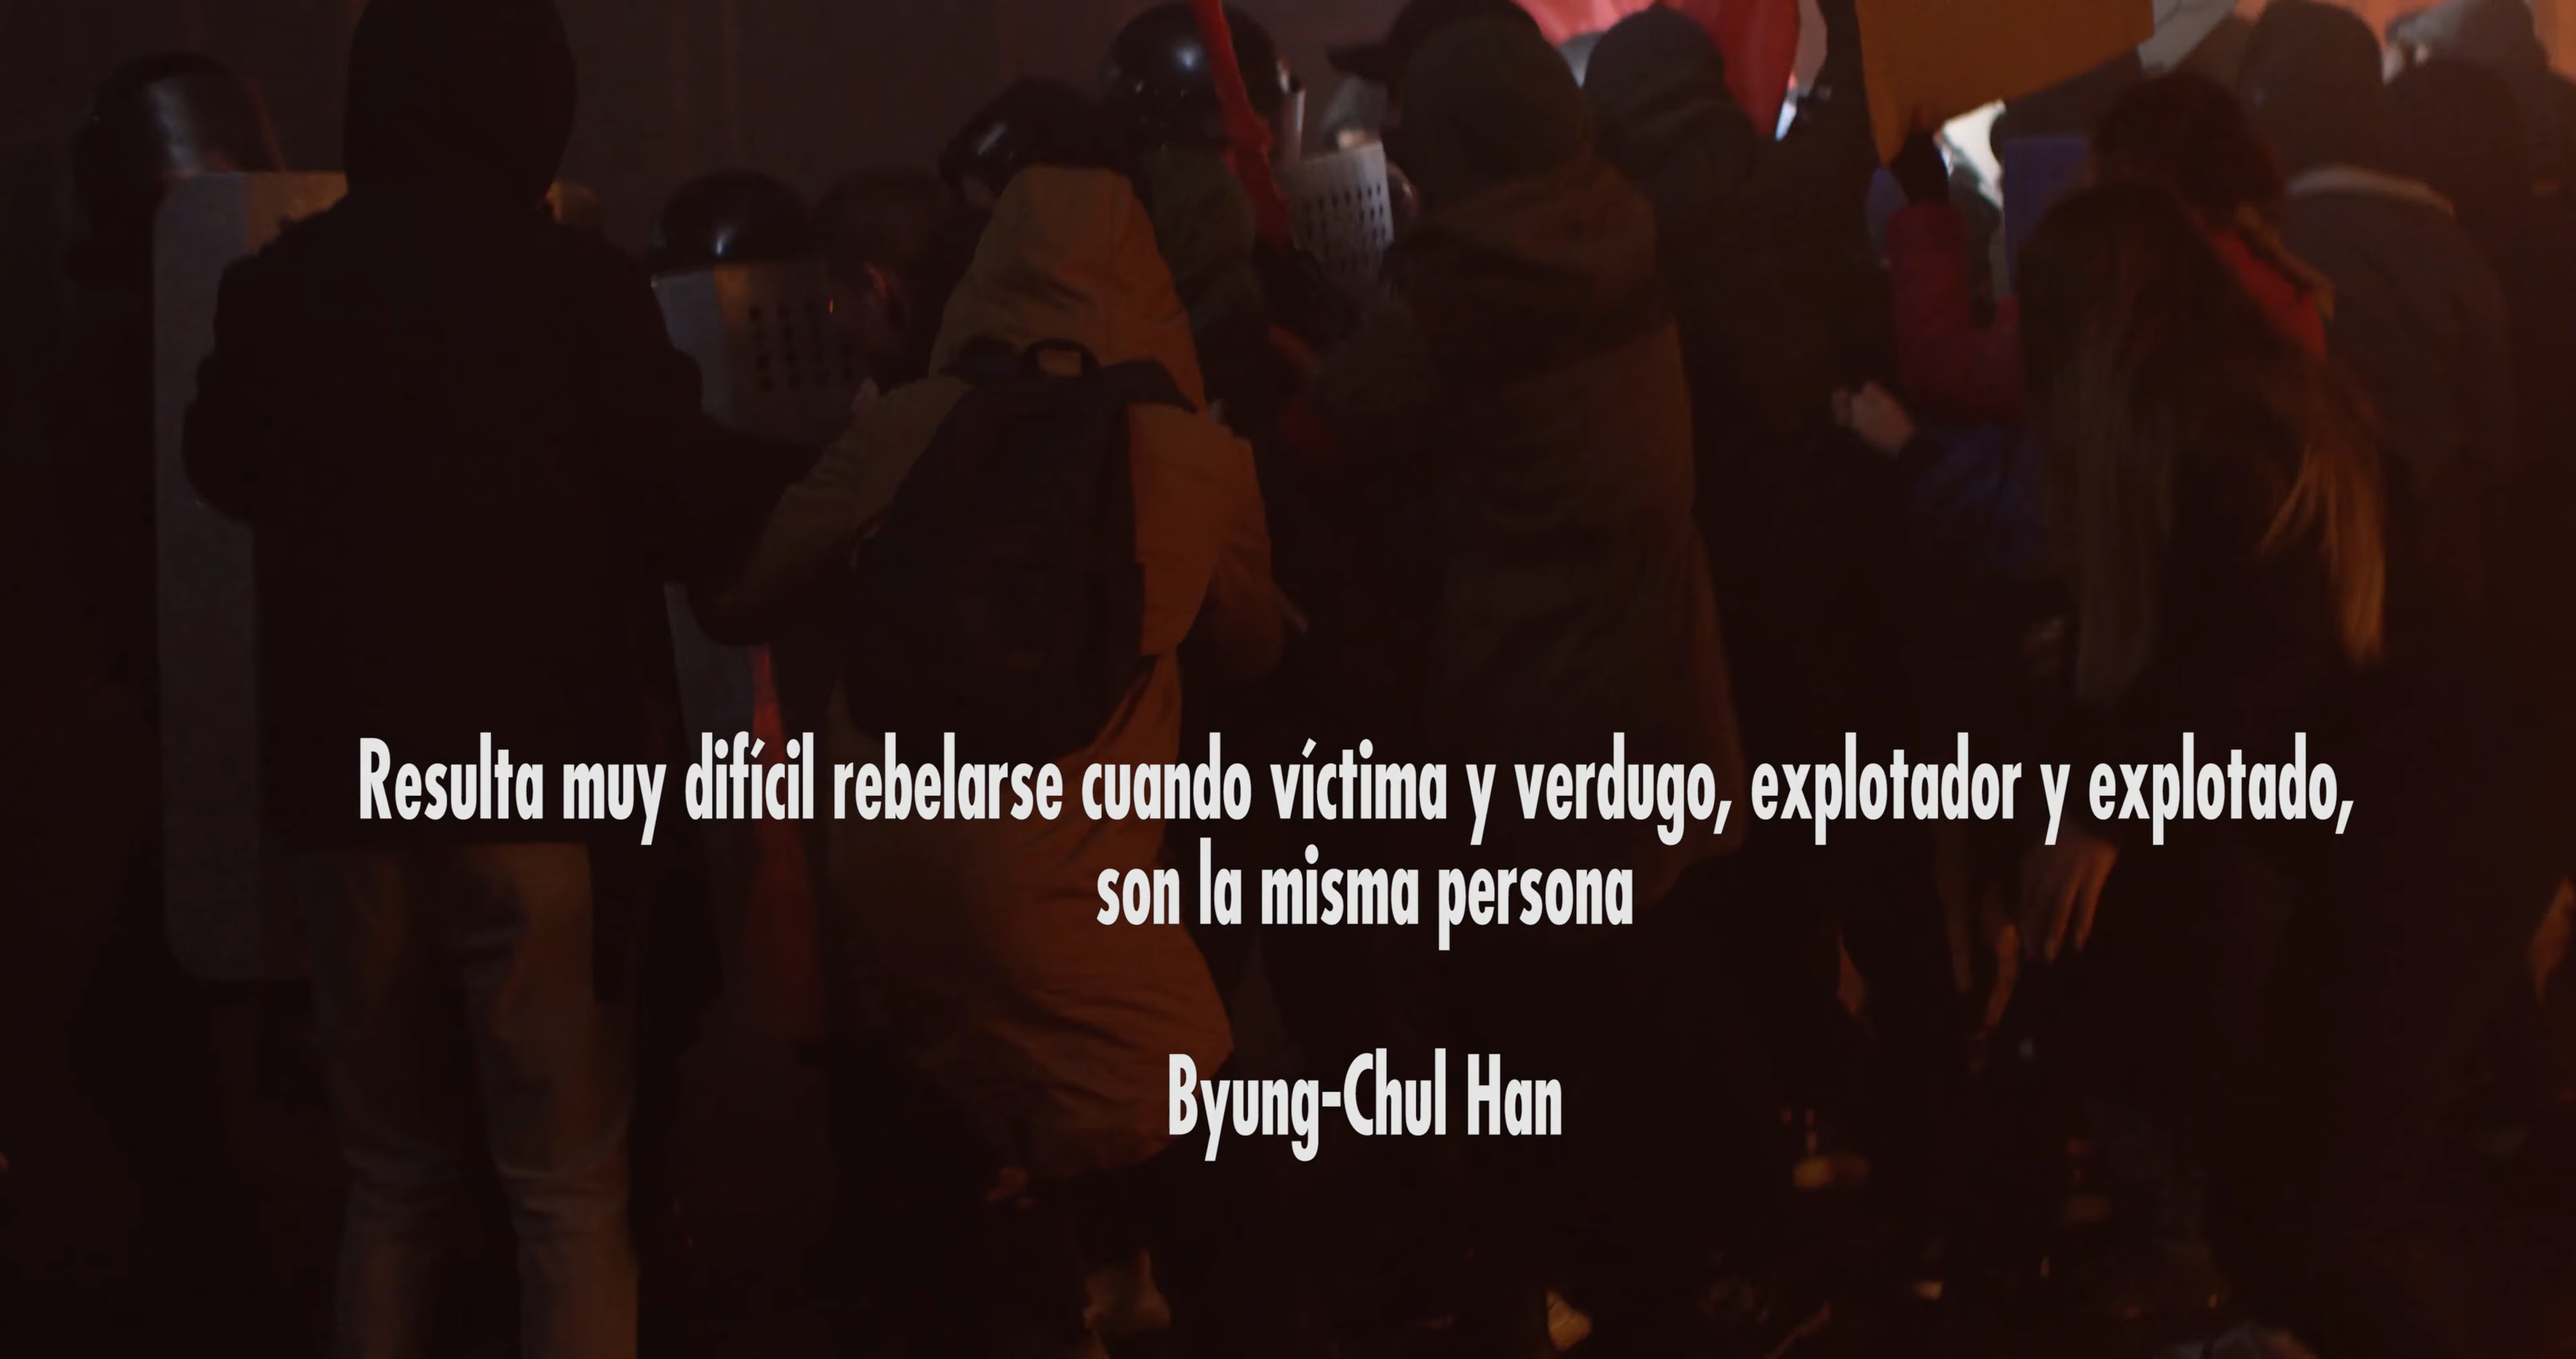 Resulta muy difícil rebelarse cuando víctima y verdugo, explotador y explotado,
son la misma persona
Byung-Chul Han